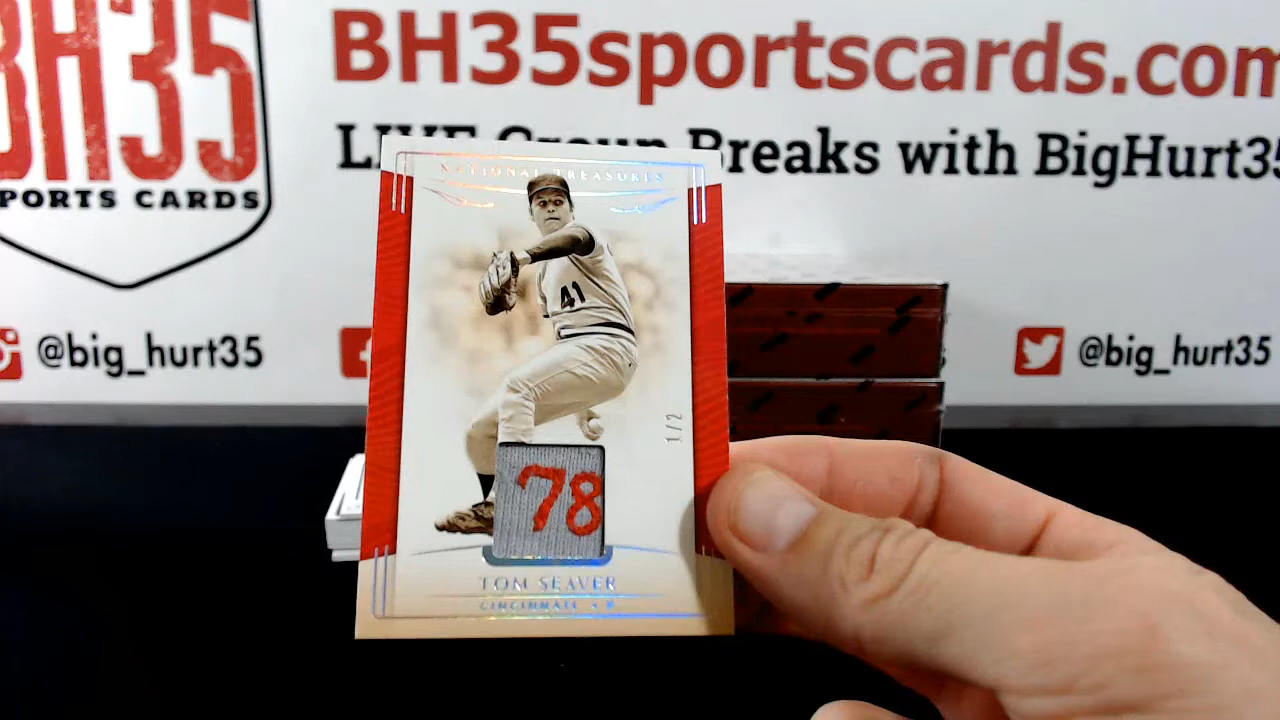 BH35
SPORTS CARDS
BH35sportscards.com
LIVE Group Breaks with BigHurt35
@big_hurt35
@big_hurt35
NATIONAL TREASURES
41
1/2
78
TOM SEAVER
CINCINNATI